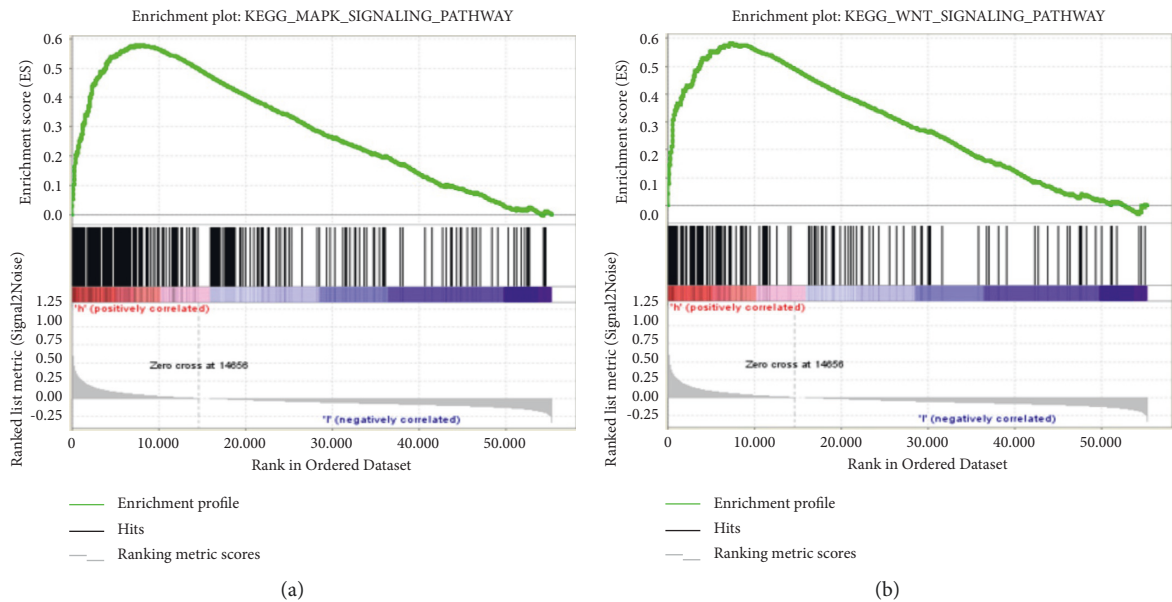 Enrichment plot: KEGG_MAPK_SIGNALING_PATHWAY
Enrichment score (ES)
0.6
0.5
0.4
0.3
0.2
0.1
0.0
Ranked list metric (Signal2Noise)
1.25
1.00
0.75
0.50
0.25
0.00
-0.25
'h' (positively correlated)
Zero cross at 14656
'l' (negatively correlated)
0 10.000 20.000 30.000 40.000 50.000
Rank in Ordered Dataset
Enrichment profile
Hits
Ranking metric scores
(a)
Enrichment plot: KEGG_WNT_SIGNALING_PATHWAY
Enrichment score (ES)
0.6
0.5
0.4
0.3
0.2
0.1
0.0
Ranked list metric (Signal2Noise)
1.25
1.00
0.75
0.50
0.25
0.00
-0.25
'h' (positively correlated)
Zero cross at 14656
'l' (negatively correlated)
0 10.000 20.000 30.000 40.000 50.000
Rank in Ordered Dataset
Enrichment profile
Hits
Ranking metric scores
(b)